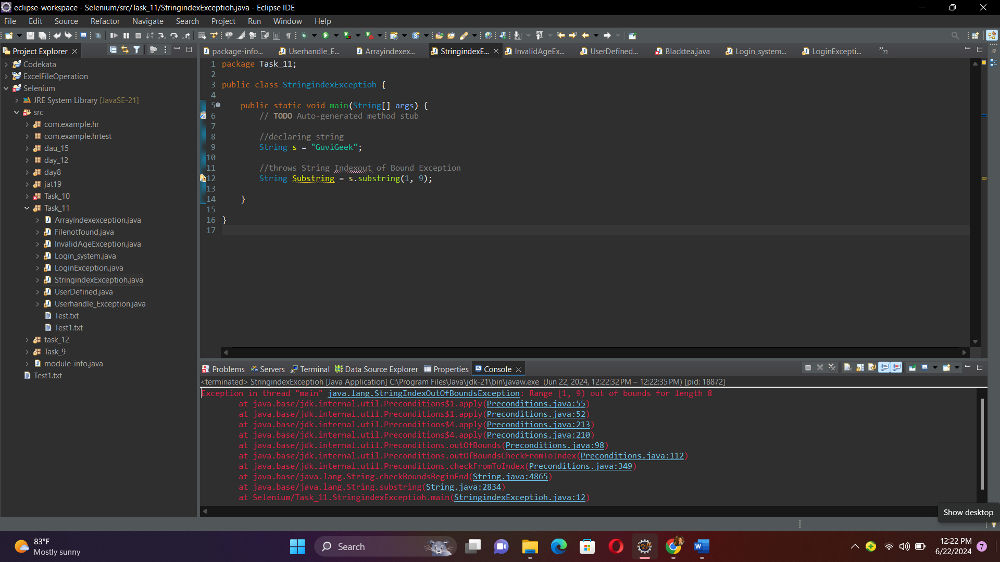 eclipse-workspace - Selenium/src/Task_11/StringindexExceptioh.java - Eclipse IDE
File Edit Source Refactor Navigate Search Project Run Window Help
Project Explorer
package-info...
Userhandle_E...
Arrayindexex...
StringindexE...
InvalidAgeEx...
UserDefined...
Blacktea.java
Login_system...
LoginExcepti...
71
Codekata
ExcelFileOperation
Selenium
JRE System Library [JavaSE-21]
src
com.example.hr
com.example.hrtest
dau_15
day_12
day8
jat19
Task_10
Task_11
Arrayindexexception.java
Filenotfound.java
InvalidAgeException.java
Login_system.java
LoginException.java
StringindexExceptioh.java
UserDefined.java
Userhandle_Exception.java
Test.txt
Test1.txt
task_12
Task_9
module-info.java
Test1.txt
1 package Task_11;
2
3 public class StringindexExceptioh {
4
5 public static void main(String[] args) {
6 // TODO Auto-generated method stub
7
8 //declaring string
9 String s = "GuviGeek";
10
11 //throws String Indexout of Bound Exception
12 String Substring = s.substring(1, 9);
13
14 }
15
16 }
17
Problems Servers Terminal Data Source Explorer Properties Console
<terminated> StringindexExceptioh [Java Application] C:\Program Files\Java\jdk-21\bin\javaw.exe (Jun 22, 2024, 12:22:32 PM – 12:22:35 PM) [pid: 18872]
Exception in thread "main" java.lang.StringIndexOutOfBoundsException: Range [1, 9) out of bounds for length 8
at java.base/jdk.internal.util.Preconditions$1.apply(Preconditions.java:55)
at java.base/jdk.internal.util.Preconditions$1.apply(Preconditions.java:52)
at java.base/jdk.internal.util.Preconditions$4.apply(Preconditions.java:213)
at java.base/jdk.internal.util.Preconditions$4.apply(Preconditions.java:210)
at java.base/jdk.internal.util.Preconditions.outOfBounds(Preconditions.java:98)
at java.base/jdk.internal.util.Preconditions.outOfBoundsCheckFromToIndex(Preconditions.java:112)
at java.base/jdk.internal.util.Preconditions.checkFromToIndex(Preconditions.java:349)
at java.base/java.lang.String.checkBoundsBeginEnd(String.java:4865)
at java.base/java.lang.String.substring(String.java:2834)
at Selenium/Task_11.StringindexExceptioh.main(StringindexExceptioh.java:12)
Show desktop
83°F
Mostly sunny
Search
12:22 PM
6/22/2024
7